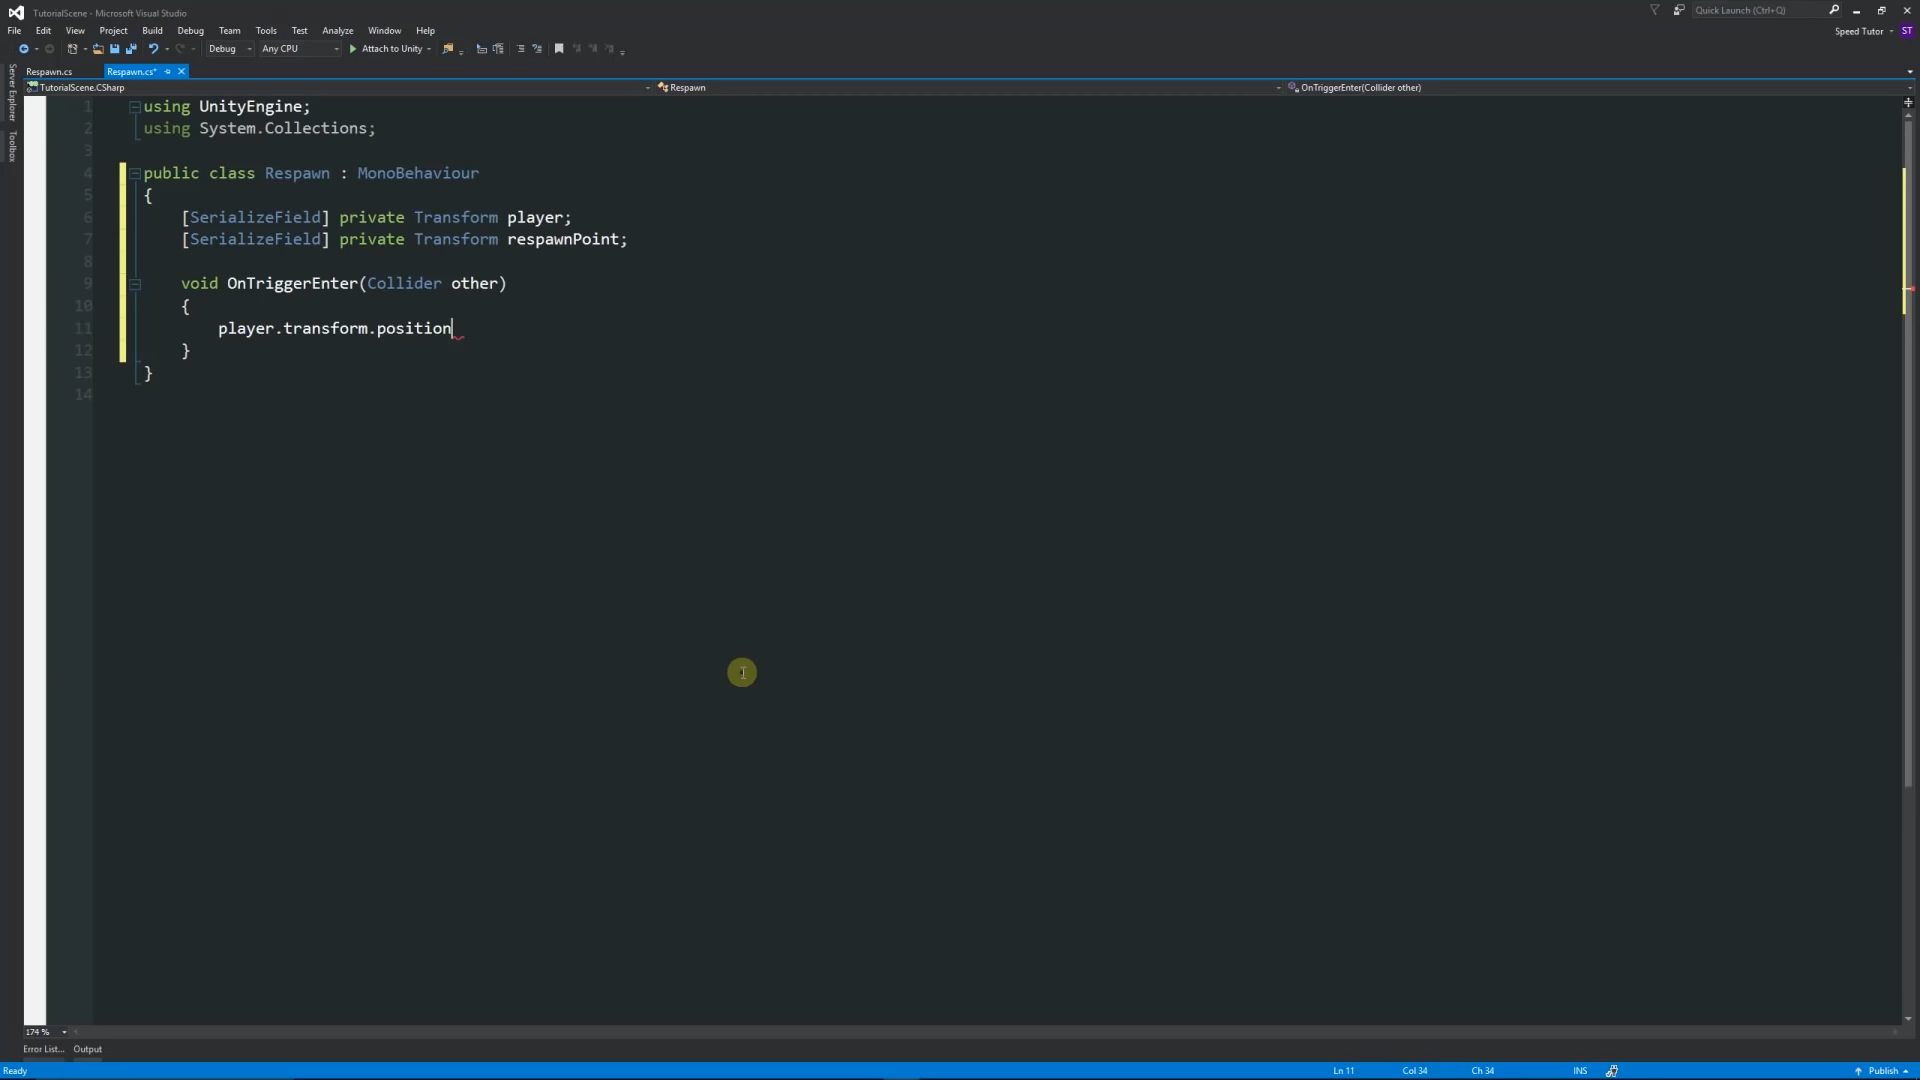 TutorialScene - Microsoft Visual Studio
Quick Launch (Ctrl+Q)
File Edit View Project Build Debug Team Tools Test Analyze Window Help
Speed Tutor ST
Debug Any CPU Attach to Unity
Respawn.cs Respawn.cs*
TutorialScene.CSharp Respawn OnTriggerEnter(Collider other)
Server Explorer
Toolbox
1 using UnityEngine;
2 using System.Collections;
3
4 public class Respawn : MonoBehaviour
5 {
6 [SerializeField] private Transform player;
7 [SerializeField] private Transform respawnPoint;
8
9 void OnTriggerEnter(Collider other)
10 {
11 player.transform.position
12 }
13 }
14
174 %
Error List... Output
Ready Ln 11 Col 34 Ch 34 INS Publish